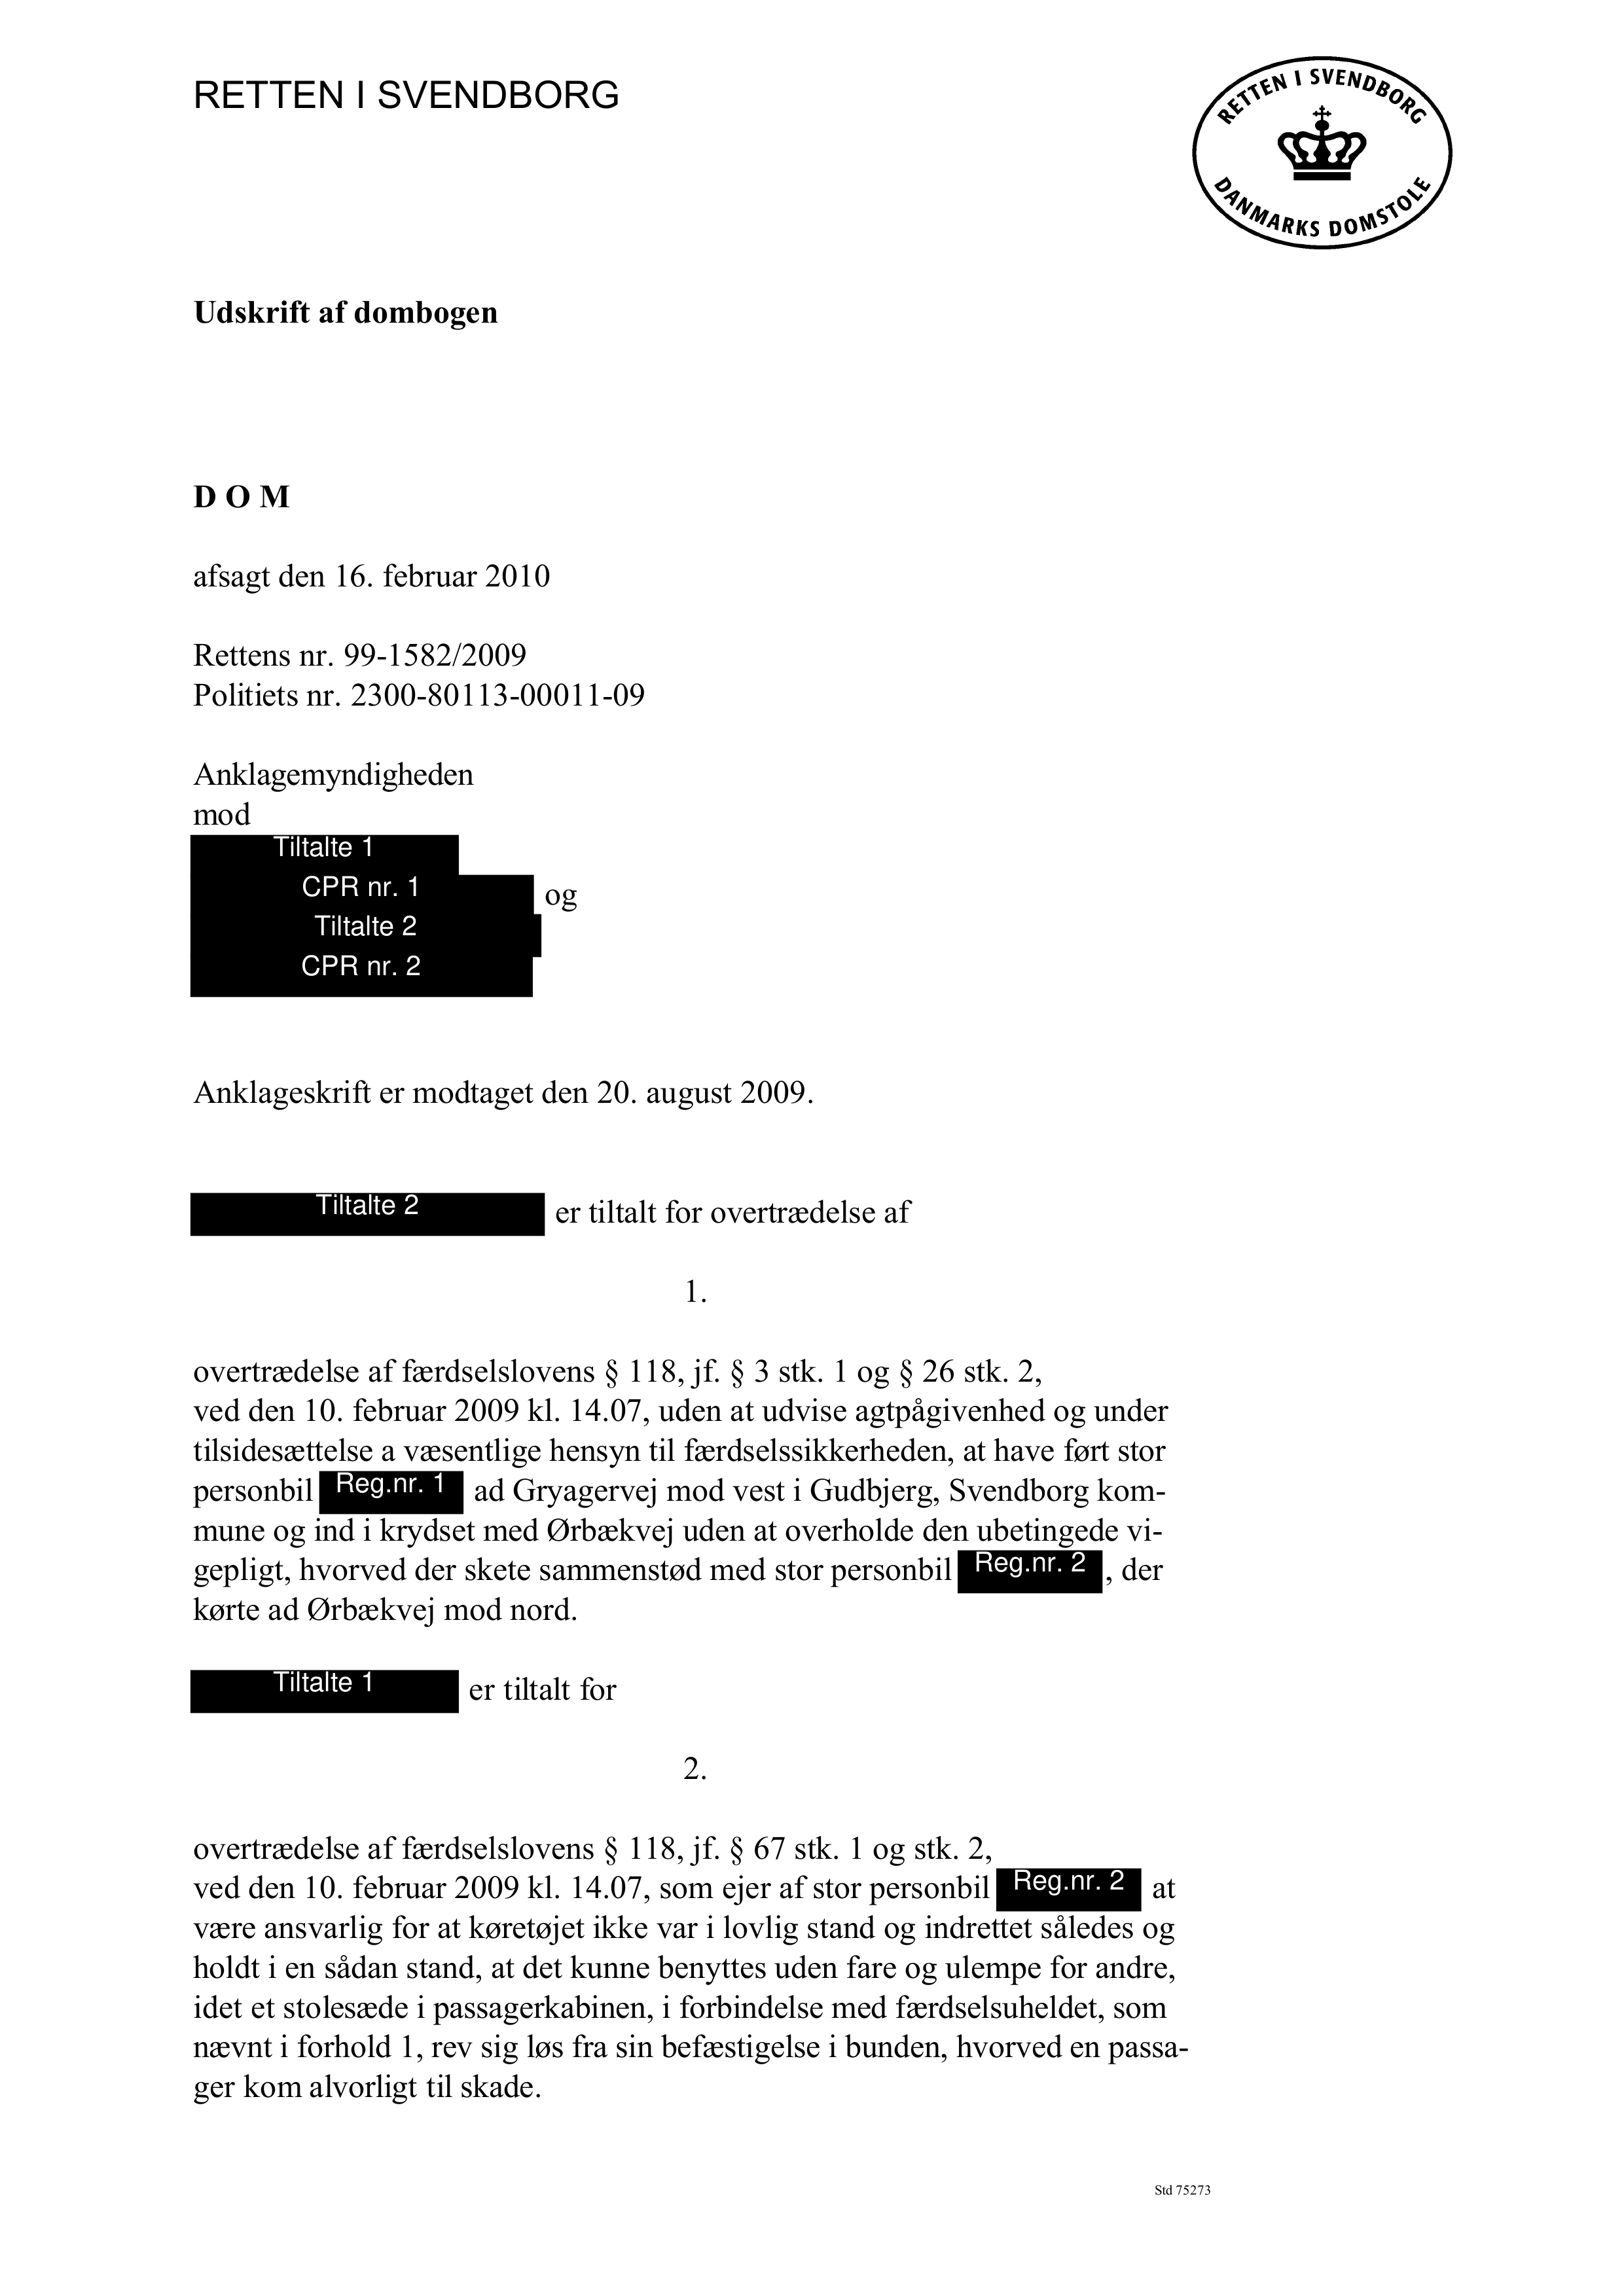 RETTEN I SVENDBORG
RETTEN I SVENDBORG
DANMARKS DOMSTOLE
Udskrift af dombogen
D O M
afsagt den 16. februar 2010
Rettens nr. 99-1582/2009
Politiets nr. 2300-80113-00011-09
Anklagemyndigheden
mod
Tiltalte 1
CPR nr. 1 og
Tiltalte 2
CPR nr. 2
Anklageskrift er modtaget den 20. august 2009.
Tiltalte 2 er tiltalt for overtrædelse af
1.
overtrædelse af færdselslovens § 118, jf. § 3 stk. 1 og § 26 stk. 2,
ved den 10. februar 2009 kl. 14.07, uden at udvise agtpågivenhed og under
tilsidesættelse a væsentlige hensyn til færdselssikkerheden, at have ført stor
personbil Reg.nr. 1 ad Gryagervej mod vest i Gudbjerg, Svendborg kom-
mune og ind i krydset med Ørbækvej uden at overholde den ubetingede vi-
gepligt, hvorved der skete sammenstød med stor personbil Reg.nr. 2, der
kørte ad Ørbækvej mod nord.
Tiltalte 1 er tiltalt for
2.
overtrædelse af færdselslovens § 118, jf. § 67 stk. 1 og stk. 2,
ved den 10. februar 2009 kl. 14.07, som ejer af stor personbil Reg.nr. 2 at
være ansvarlig for at køretøjet ikke var i lovlig stand og indrettet således og
holdt i en sådan stand, at det kunne benyttes uden fare og ulempe for andre,
idet et stolesæde i passagerkabinen, i forbindelse med færdselsuheldet, som
nævnt i forhold 1, rev sig løs fra sin befæstigelse i bunden, hvorved en passa-
ger kom alvorligt til skade.
Std 75273